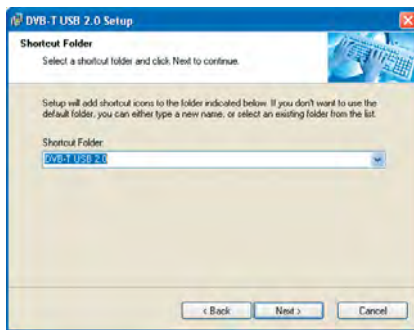 DVB-T USB 2.0 Setup
Shortcut Folder
Select a shortcut folder and click Next to continue.
Setup will add shortcut icons to the folder indicated below. If you don't want to use the
default folder, you can either type a new name, or select an existing folder from the list.
Shortcut Folder:
DVB-T USB 2.0
< Back
Next >
Cancel